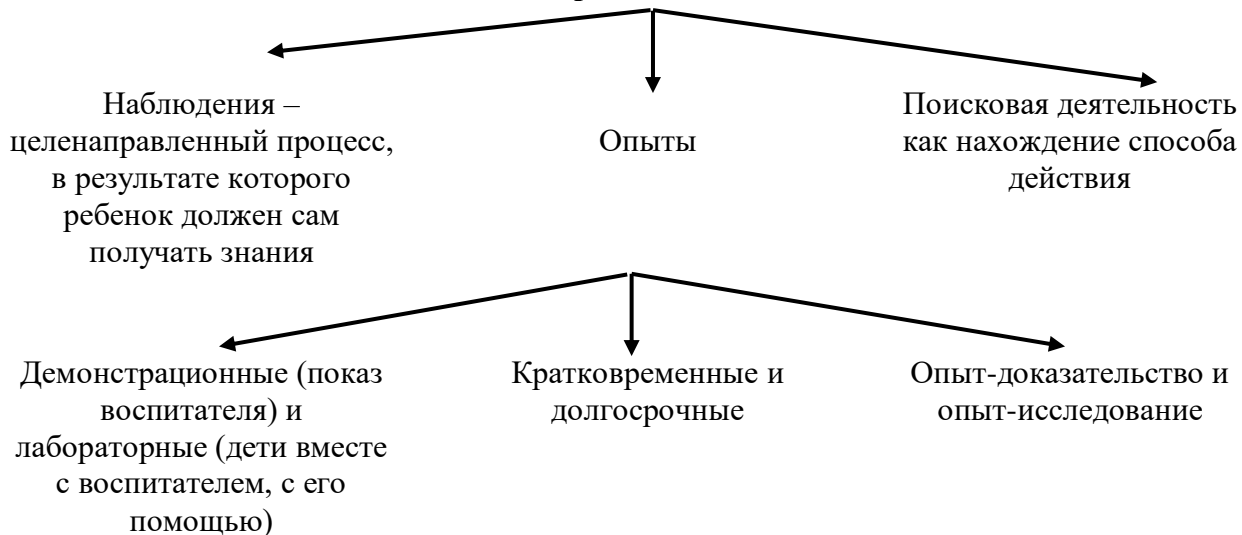 Наблюдения –
целенаправленный процесс,
в результате которого
ребенок должен сам
получать знания
Опыты
Поисковая деятельность
как нахождение способа
действия
Демонстрационные (показ
воспитателя) и
лабораторные (дети вместе
с воспитателем, с его
помощью)
Кратковременные и
долгосрочные
Опыт-доказательство и
опыт-исследование